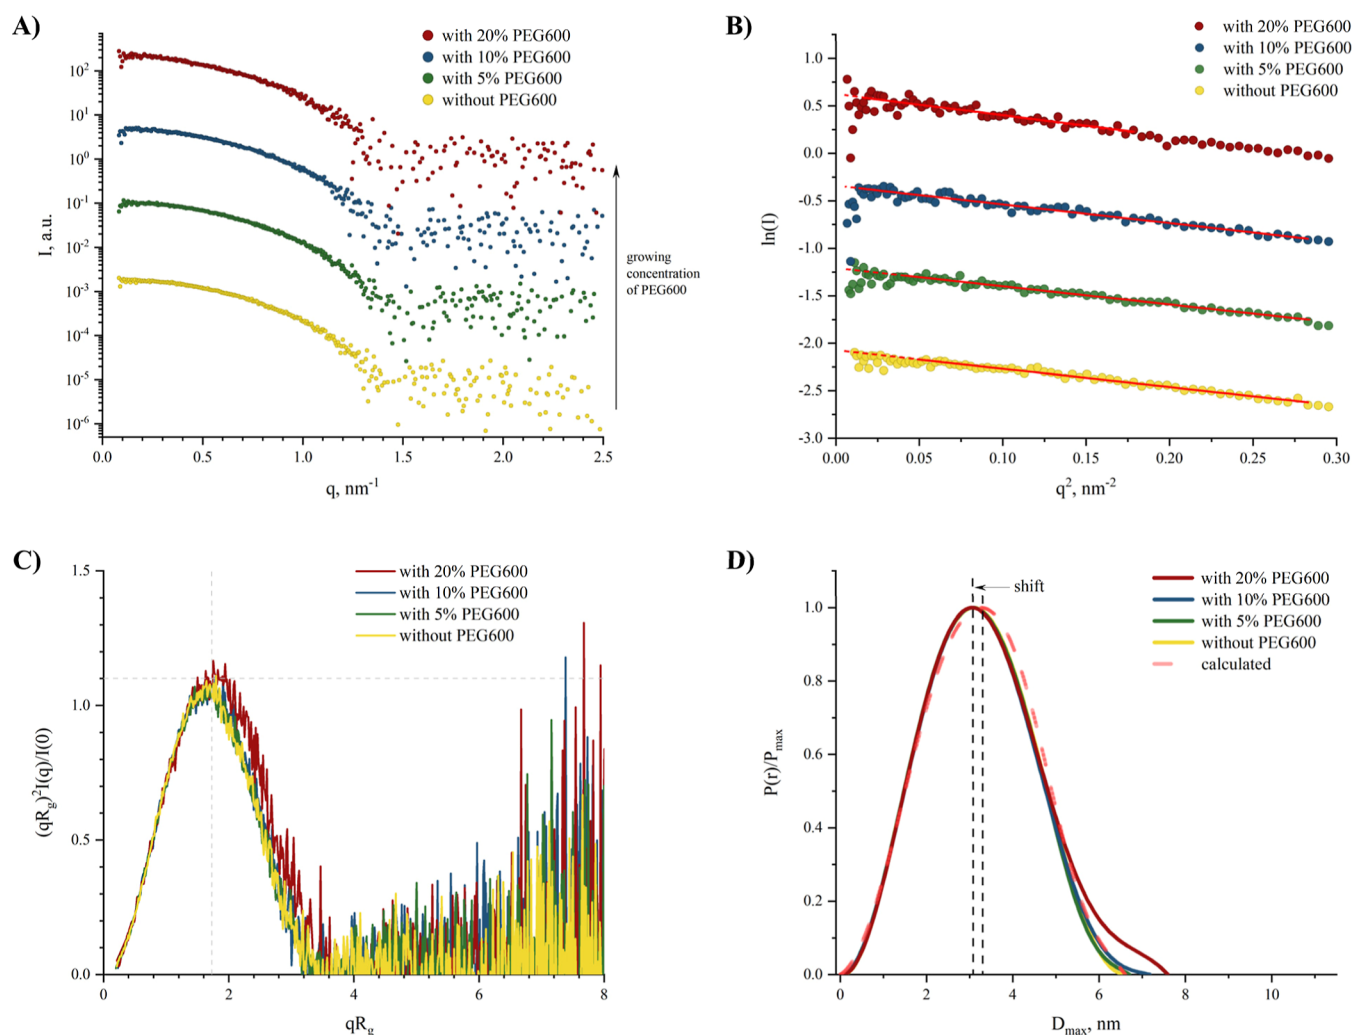 A)
with 20% PEG600
with 10% PEG600
with 5% PEG600
without PEG600
10²
10¹
10⁰
10⁻¹
10⁻²
10⁻³
10⁻⁴
10⁻⁵
10⁻⁶
I, a.u.
growing
concentration
of PEG600
0.0 0.5 1.0 1.5 2.0 2.5
q, nm⁻¹
B)
with 20% PEG600
with 10% PEG600
with 5% PEG600
without PEG600
1.0
0.5
0.0
-0.5
-1.0
-1.5
-2.0
-2.5
-3.0
ln(I)
0.00 0.05 0.10 0.15 0.20 0.25 0.30
q², nm⁻²
C)
with 20% PEG600
with 10% PEG600
with 5% PEG600
without PEG600
1.5
1.0
0.5
0.0
(qR_g)²I(q)/I(0)
0 2 4 6 8
qR_g
D)
shift
with 20% PEG600
with 10% PEG600
with 5% PEG600
without PEG600
calculated
1.0
0.8
0.6
0.4
0.2
0.0
P(r)/P_max
0 2 4 6 8 10
D_max, nm